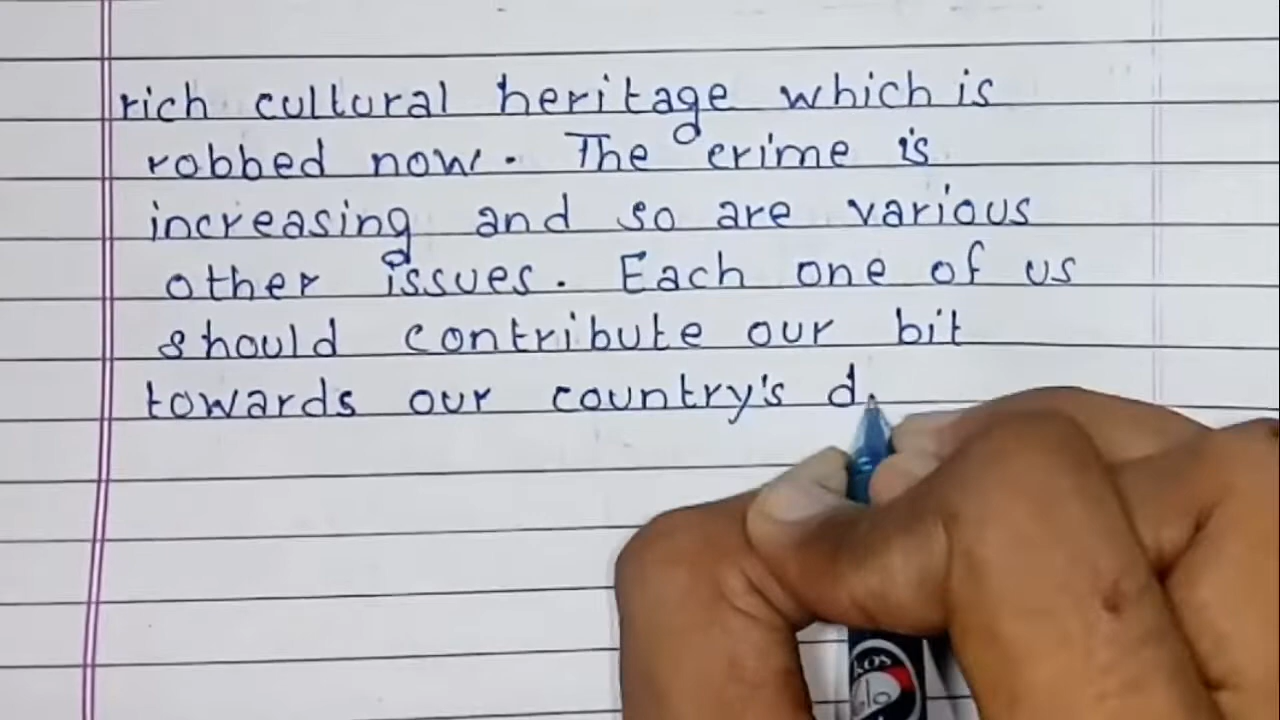 rich cultural heritage which is
robbed now. The crime is
increasing and so are various
other issues. Each one of us
should contribute our bit
towards our country's d